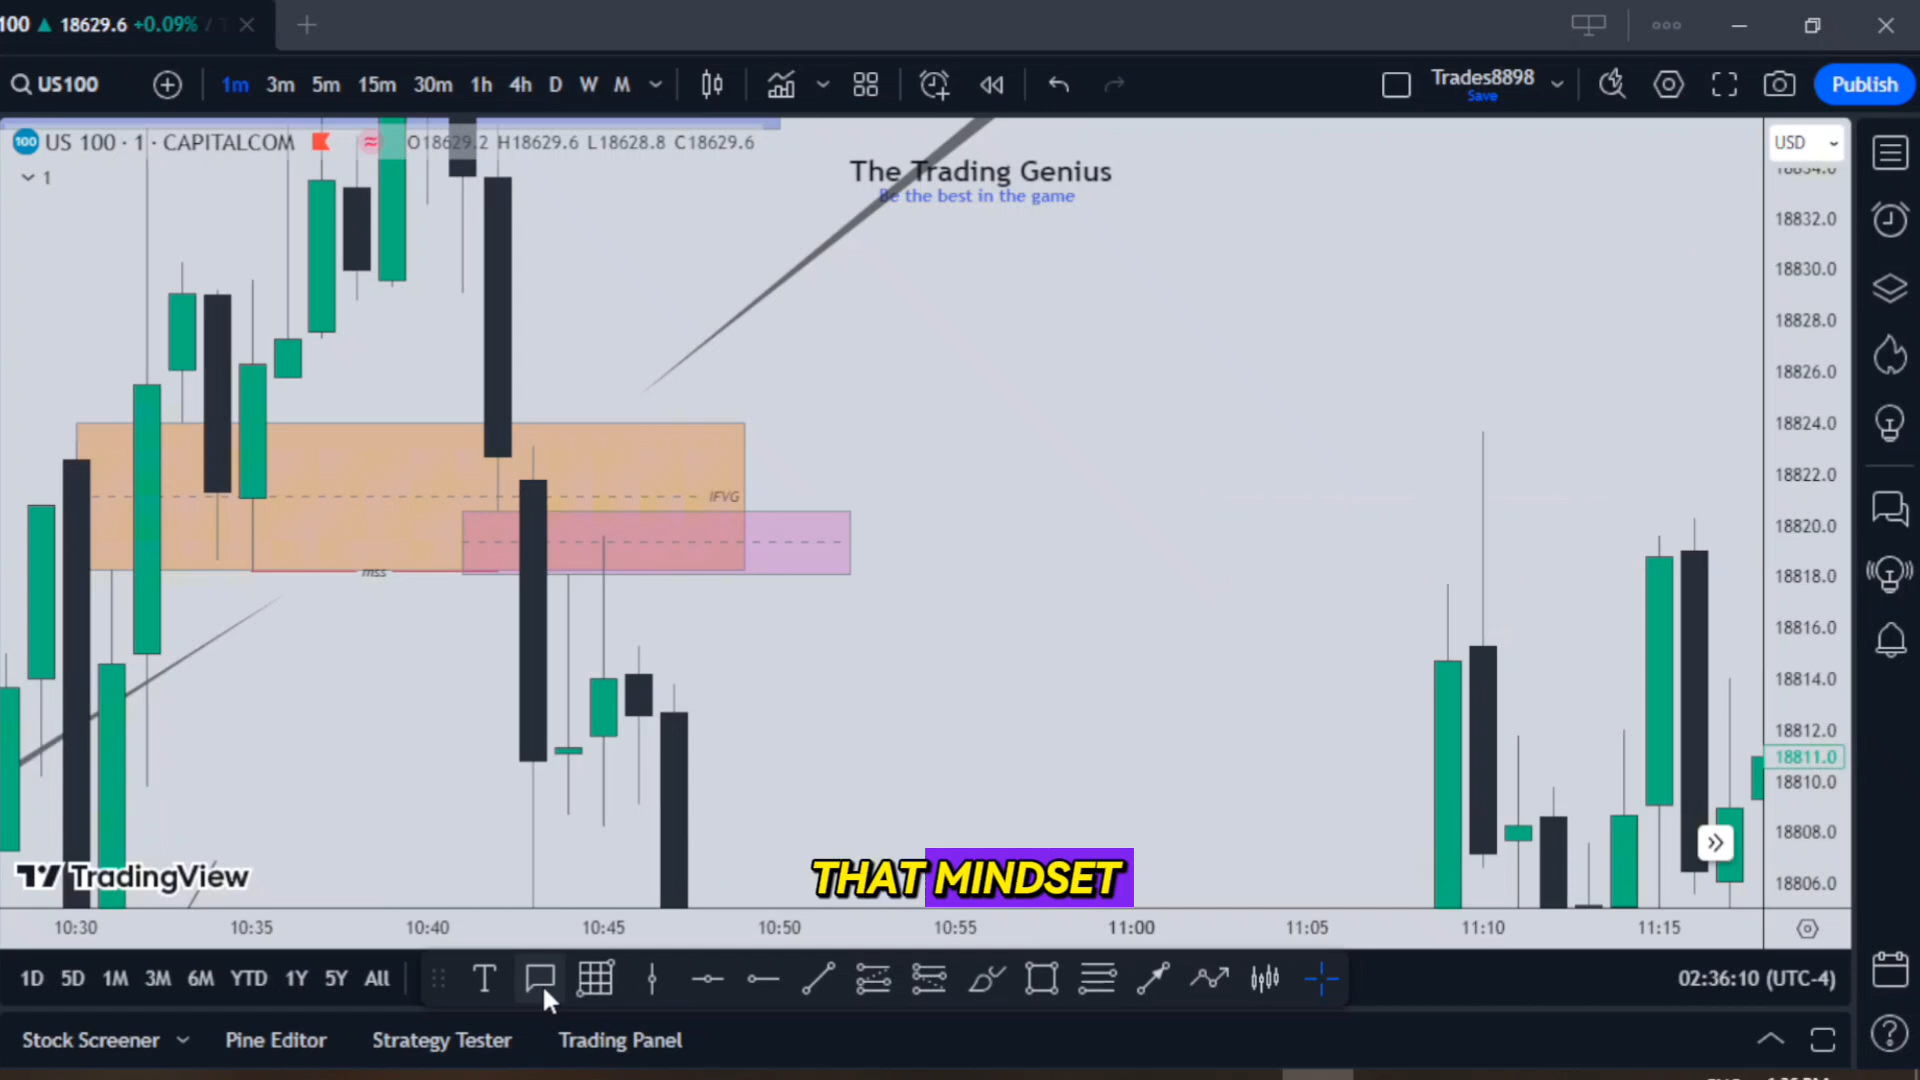 100 ▲ 18629.6 +0.09% /
US100 1m 3m 5m 15m 30m 1h 4h D W M Trades8898 Save Publish
100 US 100 · 1 · CAPITALCOM O18629.2 H18629.6 L18628.8 C18629.6 USD
1
The Trading Genius
Be the best in the game
18834.0
18832.0
18830.0
18828.0
18826.0
18824.0
18822.0
IFVG
18820.0
mss
18818.0
18816.0
18814.0
18812.0
18811.0
18810.0
18808.0
18806.0
TradingView
THAT MINDSET
10:30 10:35 10:40 10:45 10:50 10:55 11:00 11:05 11:10 11:15
1D 5D 1M 3M 6M YTD 1Y 5Y All T 02:36:10 (UTC-4)
Stock Screener Pine Editor Strategy Tester Trading Panel